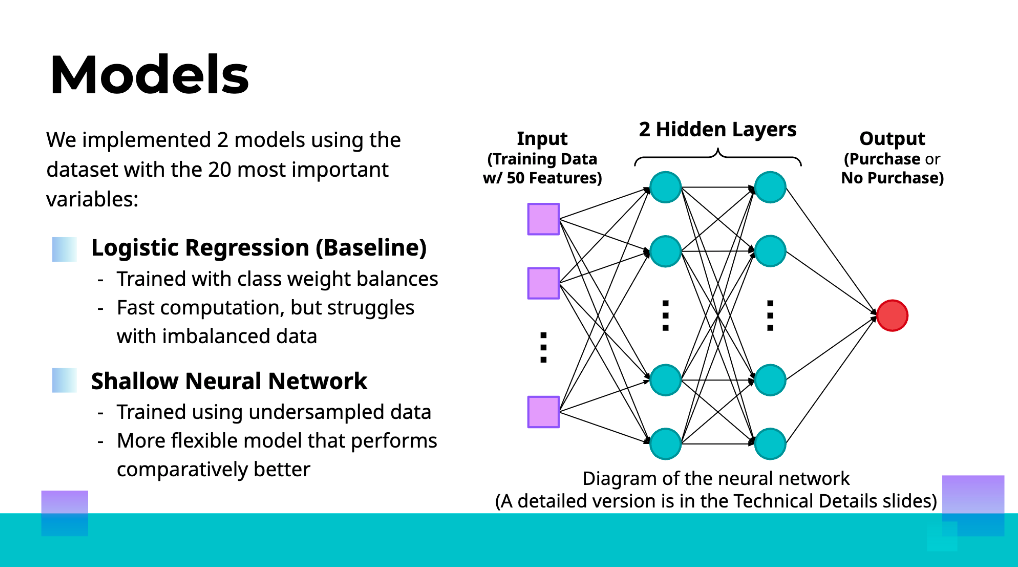 Models
We implemented 2 models using the
dataset with the 20 most important
variables:
Logistic Regression (Baseline)
- Trained with class weight balances
- Fast computation, but struggles
with imbalanced data
Shallow Neural Network
- Trained using undersampled data
- More flexible model that performs
comparatively better
Input
(Training Data
w/ 50 Features)
2 Hidden Layers
Output
(Purchase or
No Purchase)
Diagram of the neural network
(A detailed version is in the Technical Details slides)